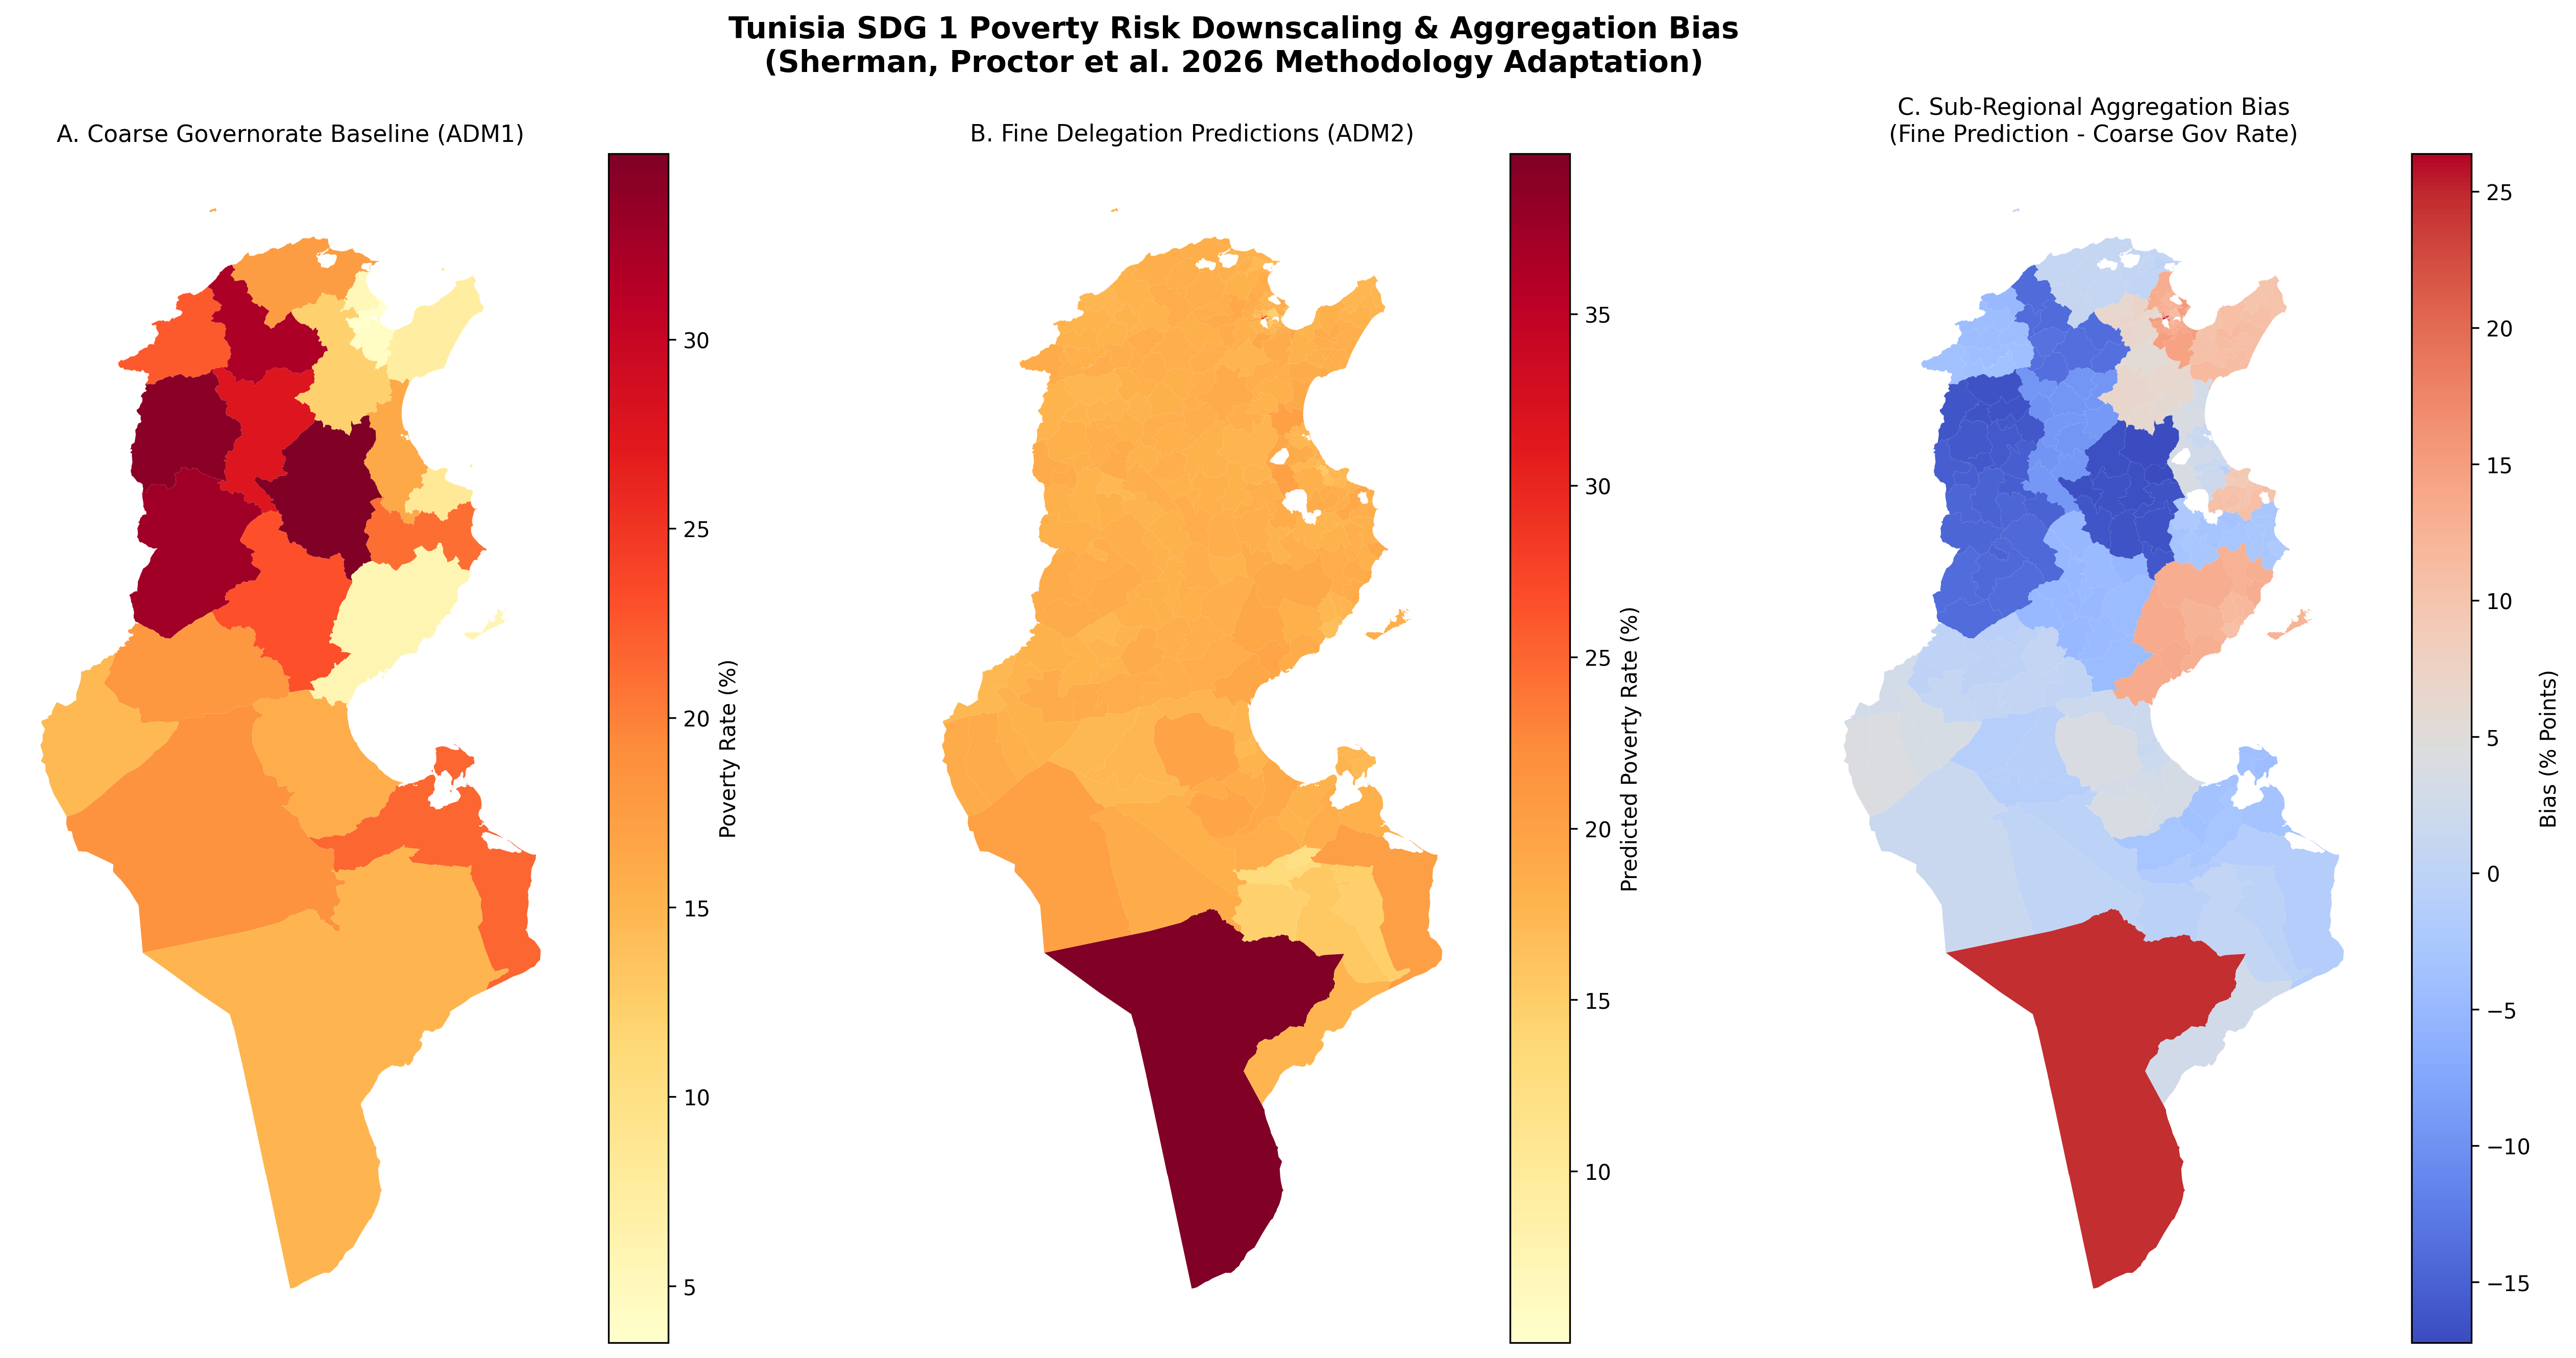 Tunisia SDG 1 Poverty Risk Downscaling & Aggregation Bias
(Sherman, Proctor et al. 2026 Methodology Adaptation)
A. Coarse Governorate Baseline (ADM1)
30
25
20
15
10
5
Poverty Rate (%)
B. Fine Delegation Predictions (ADM2)
35
30
25
20
15
10
Predicted Poverty Rate (%)
C. Sub-Regional Aggregation Bias
(Fine Prediction - Coarse Gov Rate)
25
20
15
10
5
0
−5
−10
−15
Bias (% Points)